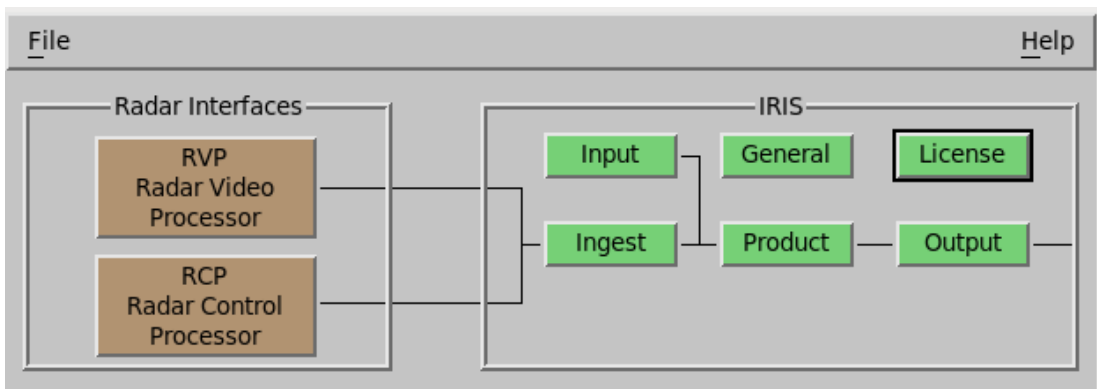 File
Help
Radar Interfaces
RVP
Radar Video
Processor
RCP
Radar Control
Processor
IRIS
Input
General
License
Ingest
Product
Output